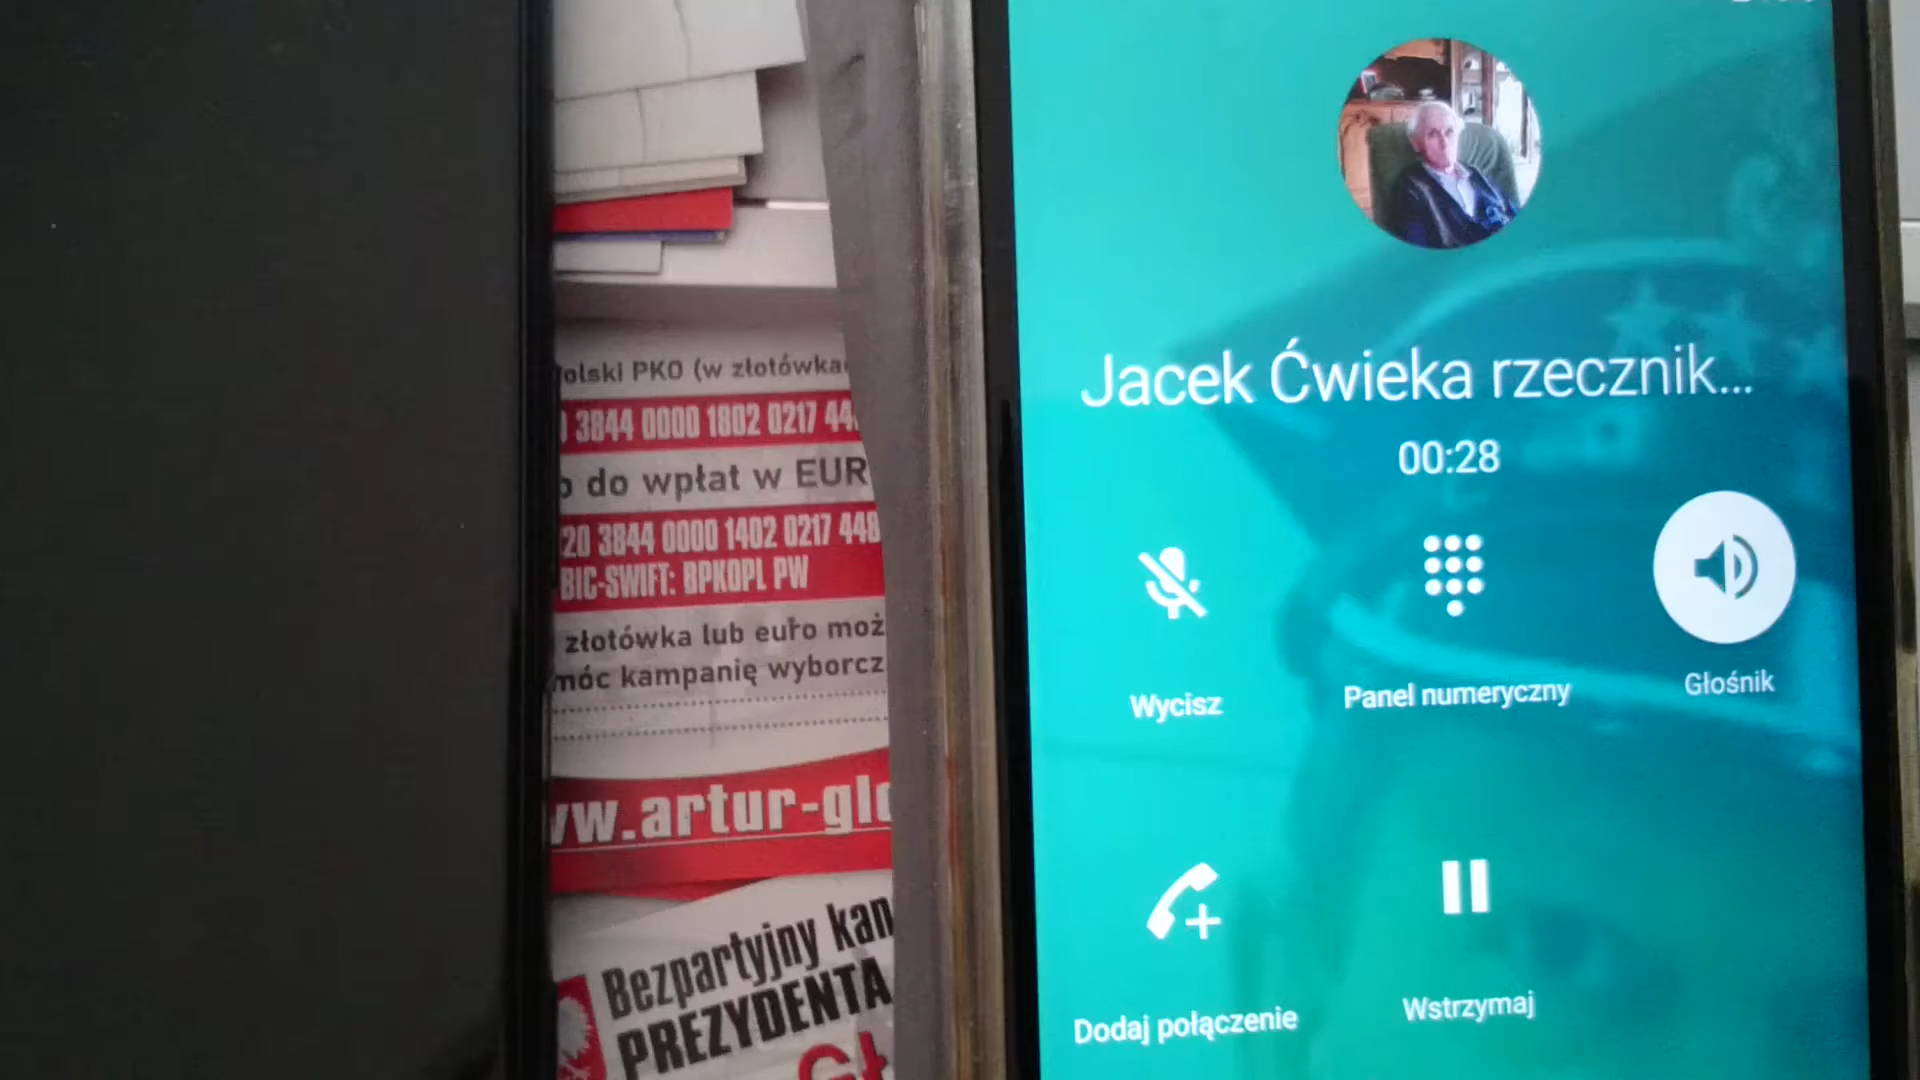 olski PKO (w złotówka
3844 0000 1802 0217 44
do wpłat w EUR
20 3844 0000 1402 0217 448
BIC-SWIFT: BPKOPL PW
złotówka lub euro moż
móc kampanię wyborcz
ww.artur-gło
Bezpartyjny kan
PREZYDENTA
Jacek Ćwieka rzecznik...
00:28
Wycisz
Panel numeryczny
Głośnik
Dodaj połączenie
Wstrzymaj